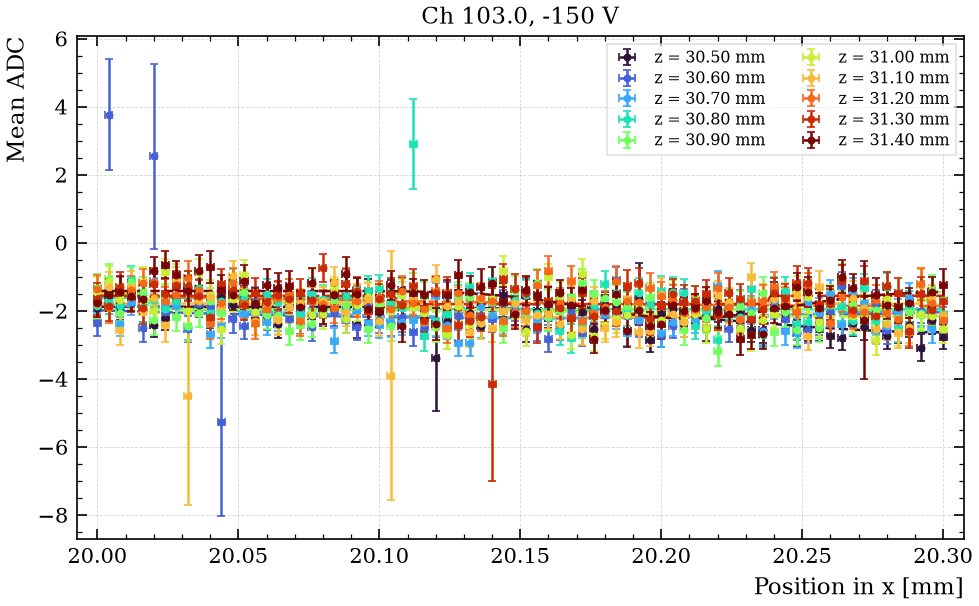 Ch 103.0, -150 V
Mean ADC
6
4
2
0
−2
−4
−6
−8
z = 30.50 mm
z = 30.60 mm
z = 30.70 mm
z = 30.80 mm
z = 30.90 mm
z = 31.00 mm
z = 31.10 mm
z = 31.20 mm
z = 31.30 mm
z = 31.40 mm
20.00 20.05 20.10 20.15 20.20 20.25 20.30
Position in x [mm]